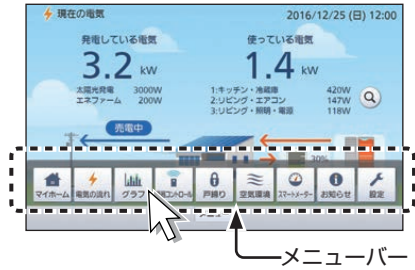 現在の電気 2016/12/25 (日) 12:00
発電している電気 使っている電気
3.2 kW 1.4 kW
太陽光発電 3000W
エネファーム 200W
1:キッチン・冷蔵庫 420W
2:リビング・エアコン 147W
3:リビング・照明・電源 118W
売電中
30%
マイホーム 電気の流れ グラフ コントロール 戸締り 空気環境 スマートメーター お知らせ 設定
メニューバー